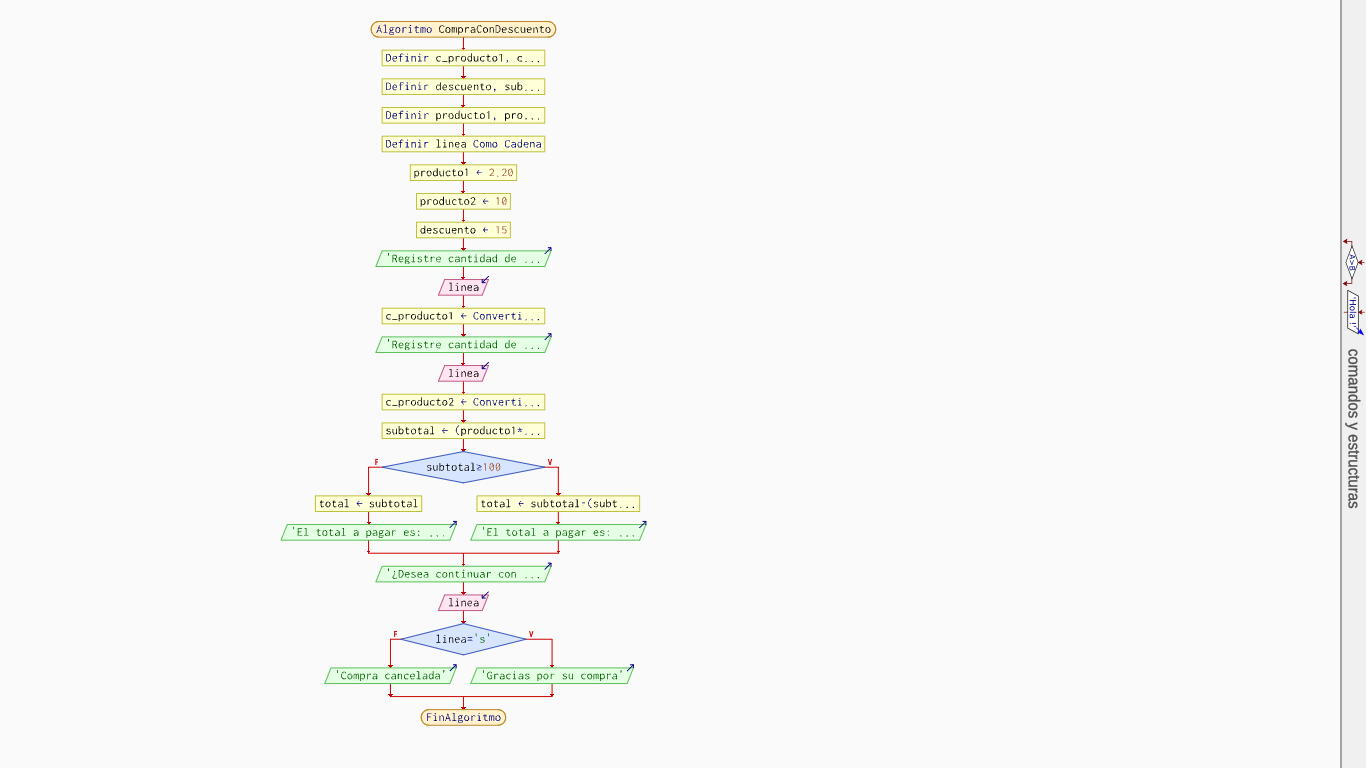 Algoritmo CompraConDescuento
Definir c_producto1, c...
Definir descuento, sub...
Definir producto1, pro...
Definir linea Como Cadena
producto1 ← 2.20
producto2 ← 10
descuento ← 15
'Registre cantidad de ...
linea
c_producto1 ← Converti...
'Registre cantidad de ...
linea
c_producto2 ← Converti...
subtotal ← (producto1*...
F
subtotal≥100
V
total ← subtotal
total ← subtotal-(subt...
'El total a pagar es: ...
'El total a pagar es: ...
'¿Desea continuar con ...
linea
F
linea='s'
V
'Compra cancelada'
'Gracias por su compra'
FinAlgoritmo
A>B
'Hola !'
comandos y estructuras